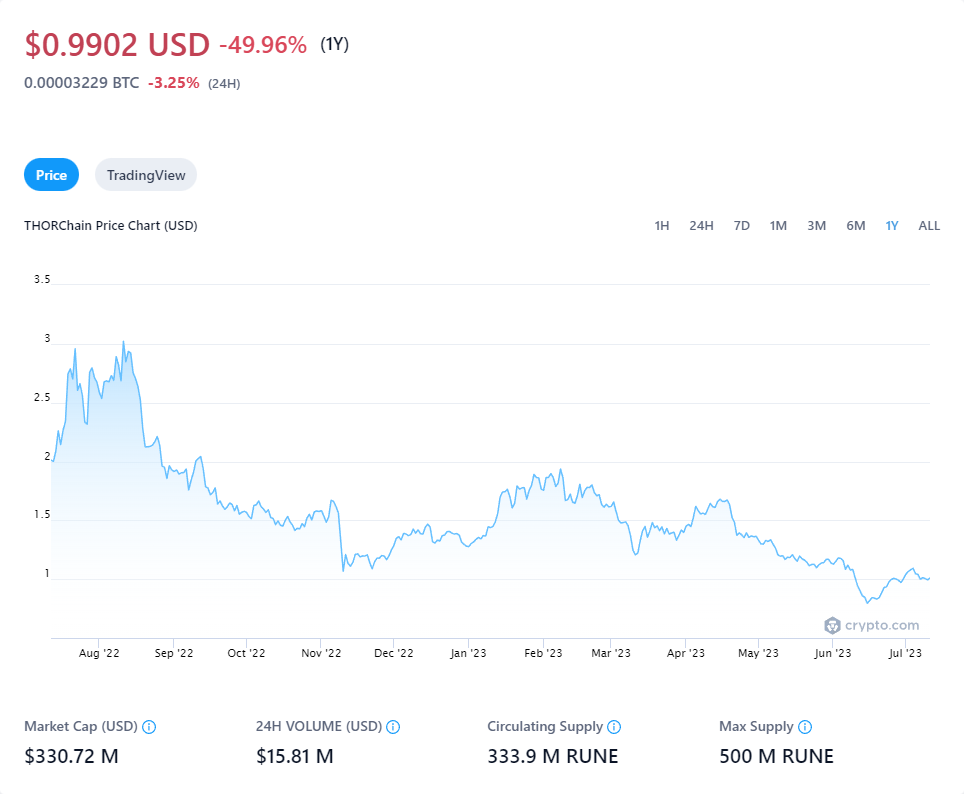 $0.9902 USD -49.96% (1Y)
0.00003229 BTC -3.25% (24H)
Price TradingView
THORChain Price Chart (USD) 1H 24H 7D 1M 3M 6M 1Y ALL
3.5
3
2.5
2
1.5
1
crypto.com
Aug '22 Sep '22 Oct '22 Nov '22 Dec '22 Jan '23 Feb '23 Mar '23 Apr '23 May '23 Jun '23 Jul '23
Market Cap (USD) 24H VOLUME (USD) Circulating Supply Max Supply
$330.72 M $15.81 M 333.9 M RUNE 500 M RUNE